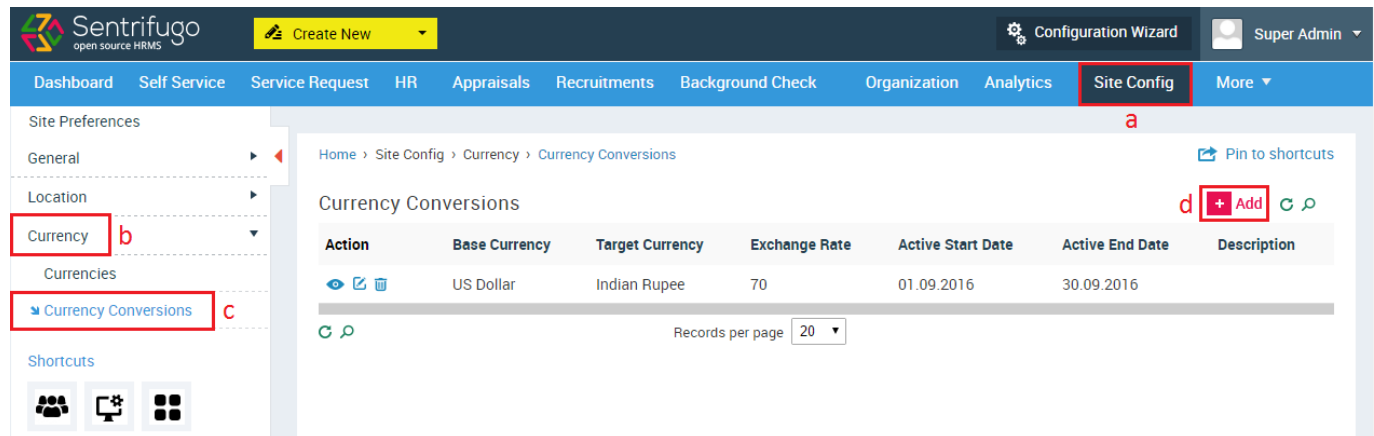 Sentrifugo
open source HRMS
Create New
Configuration Wizard
Super Admin
Dashboard Self Service Service Request HR Appraisals Recruitments Background Check Organization Analytics Site Config More
a
Site Preferences
General
Home › Site Config › Currency › Currency Conversions
Pin to shortcuts
Location
Currency Conversions
d
+ Add
Currency
b
Action Base Currency Target Currency Exchange Rate Active Start Date Active End Date Description
Currencies
US Dollar Indian Rupee 70 01.09.2016 30.09.2016
Currency Conversions
c
Records per page 20
Shortcuts